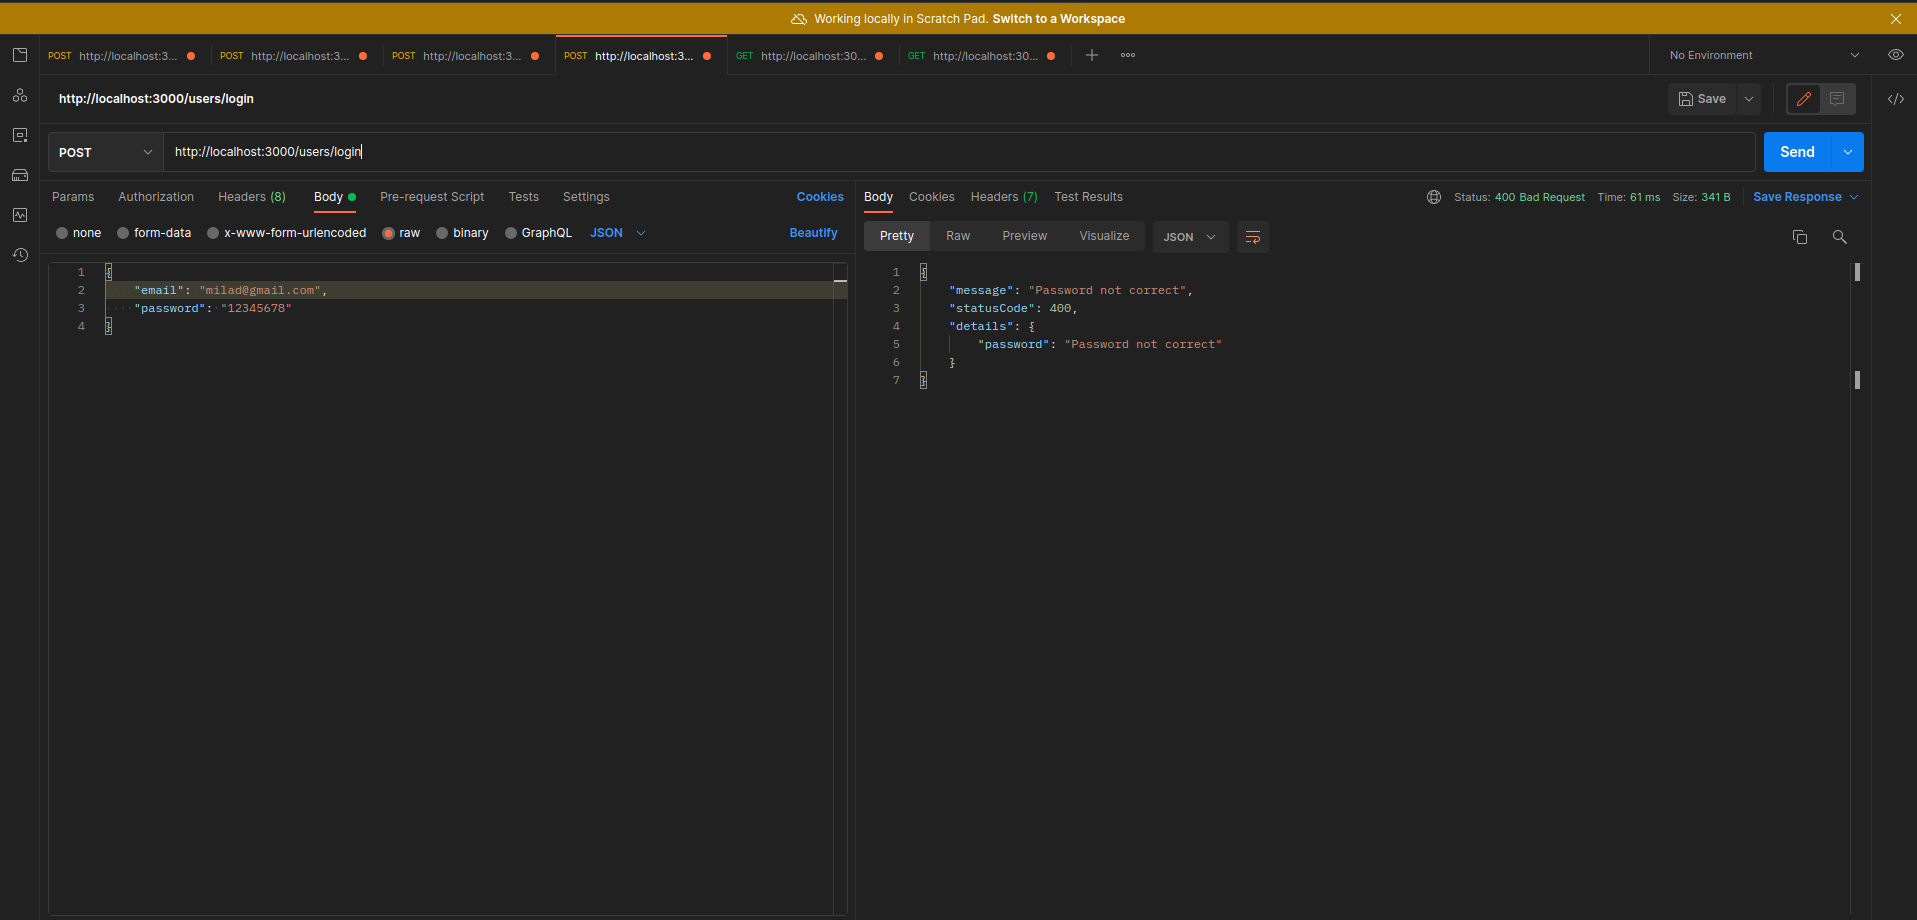 Working locally in Scratch Pad. Switch to a Workspace
POST http://localhost:3... POST http://localhost:3... POST http://localhost:3... POST http://localhost:3... GET http://localhost:30... GET http://localhost:30... No Environment
http://localhost:3000/users/login Save
POST http://localhost:3000/users/login Send
Params Authorization Headers (8) Body Pre-request Script Tests Settings Cookies
none form-data x-www-form-urlencoded raw binary GraphQL JSON Beautify
1 {
2 "email": "milad@gmail.com",
3 "password": "12345678"
4 }
Body Cookies Headers (7) Test Results Status: 400 Bad Request Time: 61 ms Size: 341 B Save Response
Pretty Raw Preview Visualize JSON
1 {
2 "message": "Password not correct",
3 "statusCode": 400,
4 "details": {
5 "password": "Password not correct"
6 }
7 }